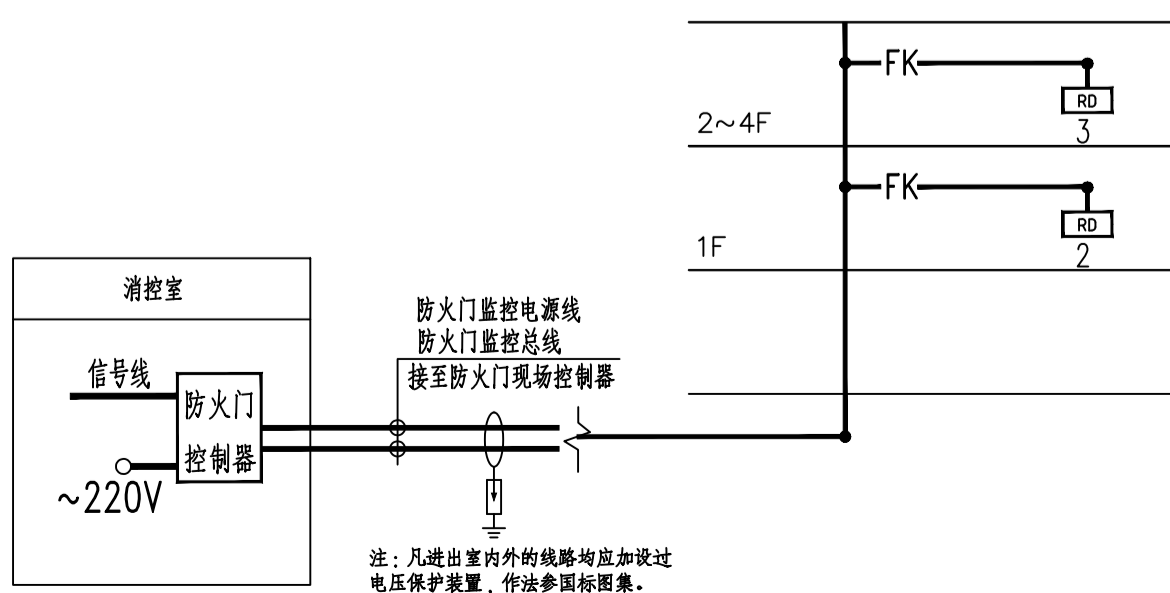 FK
RD
2~4F
3
FK
RD
1F
2
消控室
防火门监控电源线
防火门监控总线
接至防火门现场控制器
信号线
防火门
控制器
~220V
注：凡进出室内外的线路均应加设过
电压保护装置，作法参国标图集。